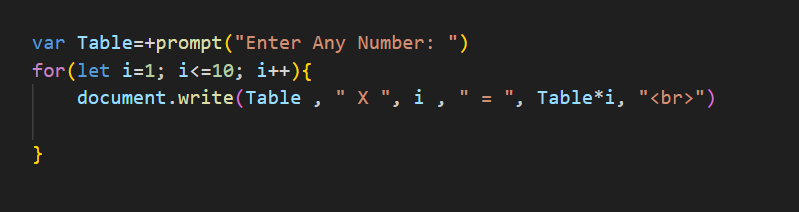 var Table=+prompt("Enter Any Number: ")
for(let i=1; i<=10; i++){
    document.write(Table , " X ", i , " = ", Table*i, "<br>")
}